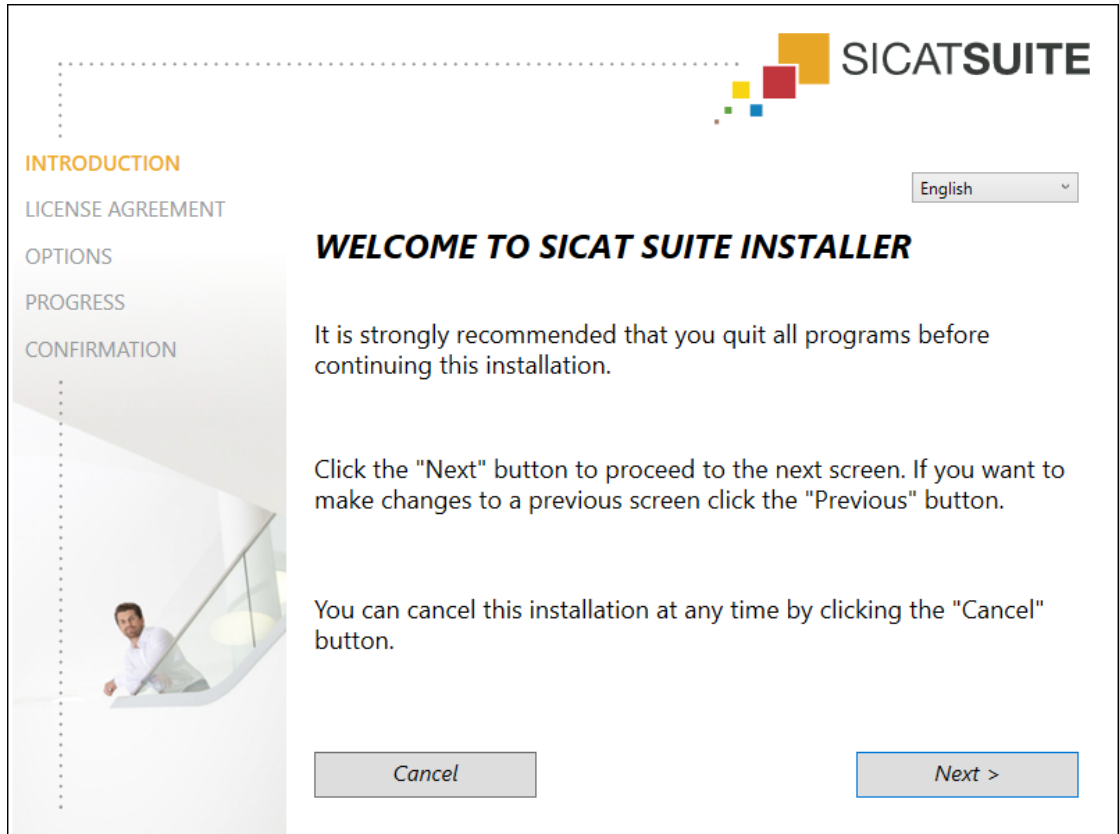 SICATSUITE
INTRODUCTION
LICENSE AGREEMENT
OPTIONS
PROGRESS
CONFIRMATION
English
WELCOME TO SICAT SUITE INSTALLER
It is strongly recommended that you quit all programs before
continuing this installation.
Click the "Next" button to proceed to the next screen. If you want to
make changes to a previous screen click the "Previous" button.
You can cancel this installation at any time by clicking the "Cancel"
button.
Cancel
Next >